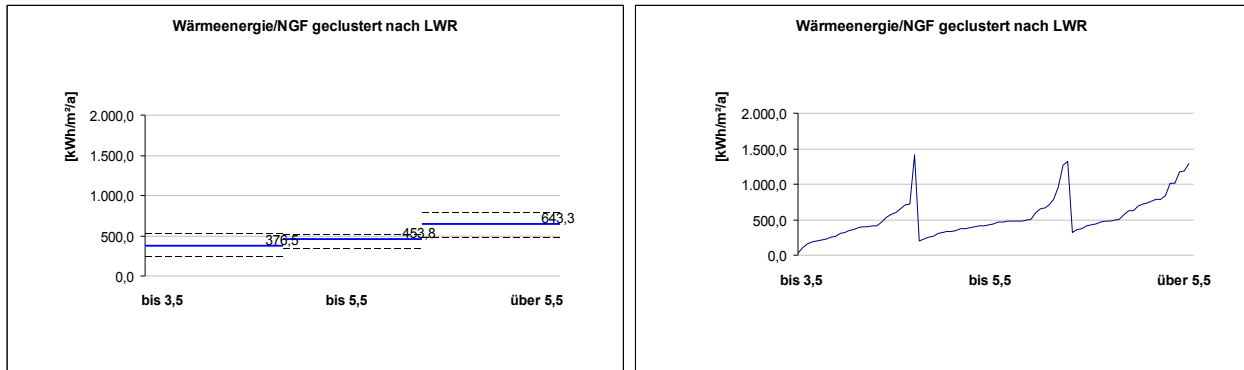 Wärmeenergie/NGF geclustert nach LWR
[kWh/m²/a]
2.000,0
1.500,0
1.000,0
500,0
0,0
376,5
453,8
643,3
bis 3,5
bis 5,5
über 5,5
Wärmeenergie/NGF geclustert nach LWR
[kWh/m²/a]
2.000,0
1.500,0
1.000,0
500,0
0,0
bis 3,5
bis 5,5
über 5,5